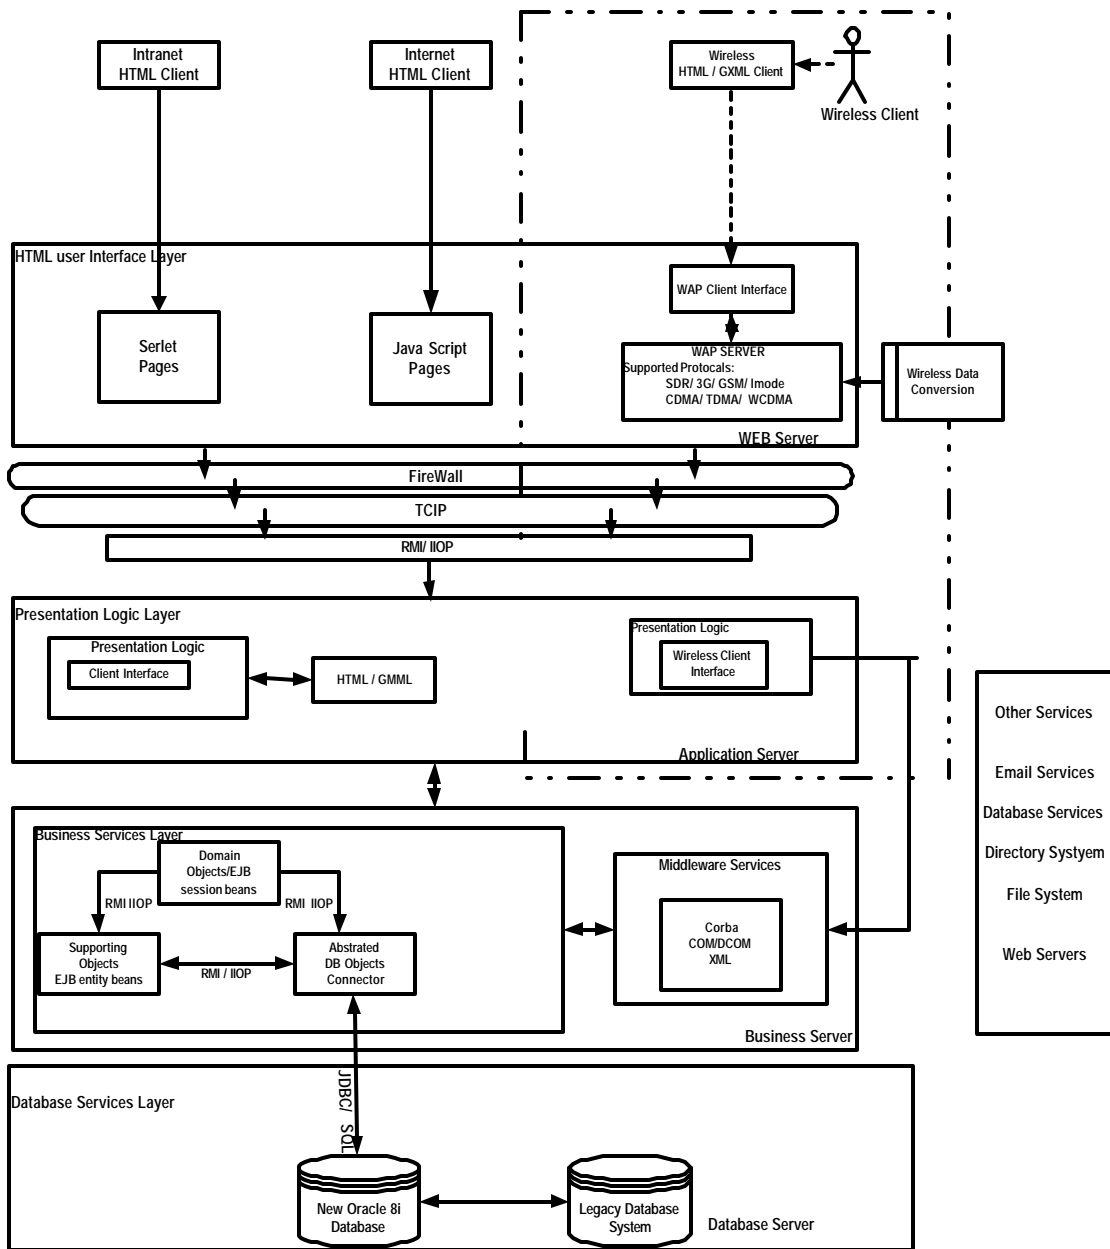 Intranet
HTML Client
Internet
HTML Client
Wireless
HTML / GXML Client
Wireless Client
HTML user Interface Layer
WAP Client Interface
Serlet
Pages
Java Script
Pages
WAP SERVER
Supported Protocals:
SDR/ 3G/ GSM/ Imode
CDMA/ TDMA/ WCDMA
Wireless Data
Conversion
WEB Server
FireWall
TCIP
RMI/ IIOP
Presentation Logic Layer
Presentation Logic
Client Interface
HTML / GMML
Presentation Logic
Wireless Client
Interface
Application Server
Other Services
Email Services
Database Services
Directory Systyem
File System
Web Servers
Business Services Layer
Domain
Objects/EJB
session beans
RMI IIOP
RMI IIOP
Supporting
Objects
EJB entity beans
RMI / IIOP
Abstrated
DB Objects
Connector
Middleware Services
Corba
COM/DCOM
XML
Business Server
Database Services Layer
JDBC/ SQL
New Oracle 8i
Database
Legacy Database
System
Database Server